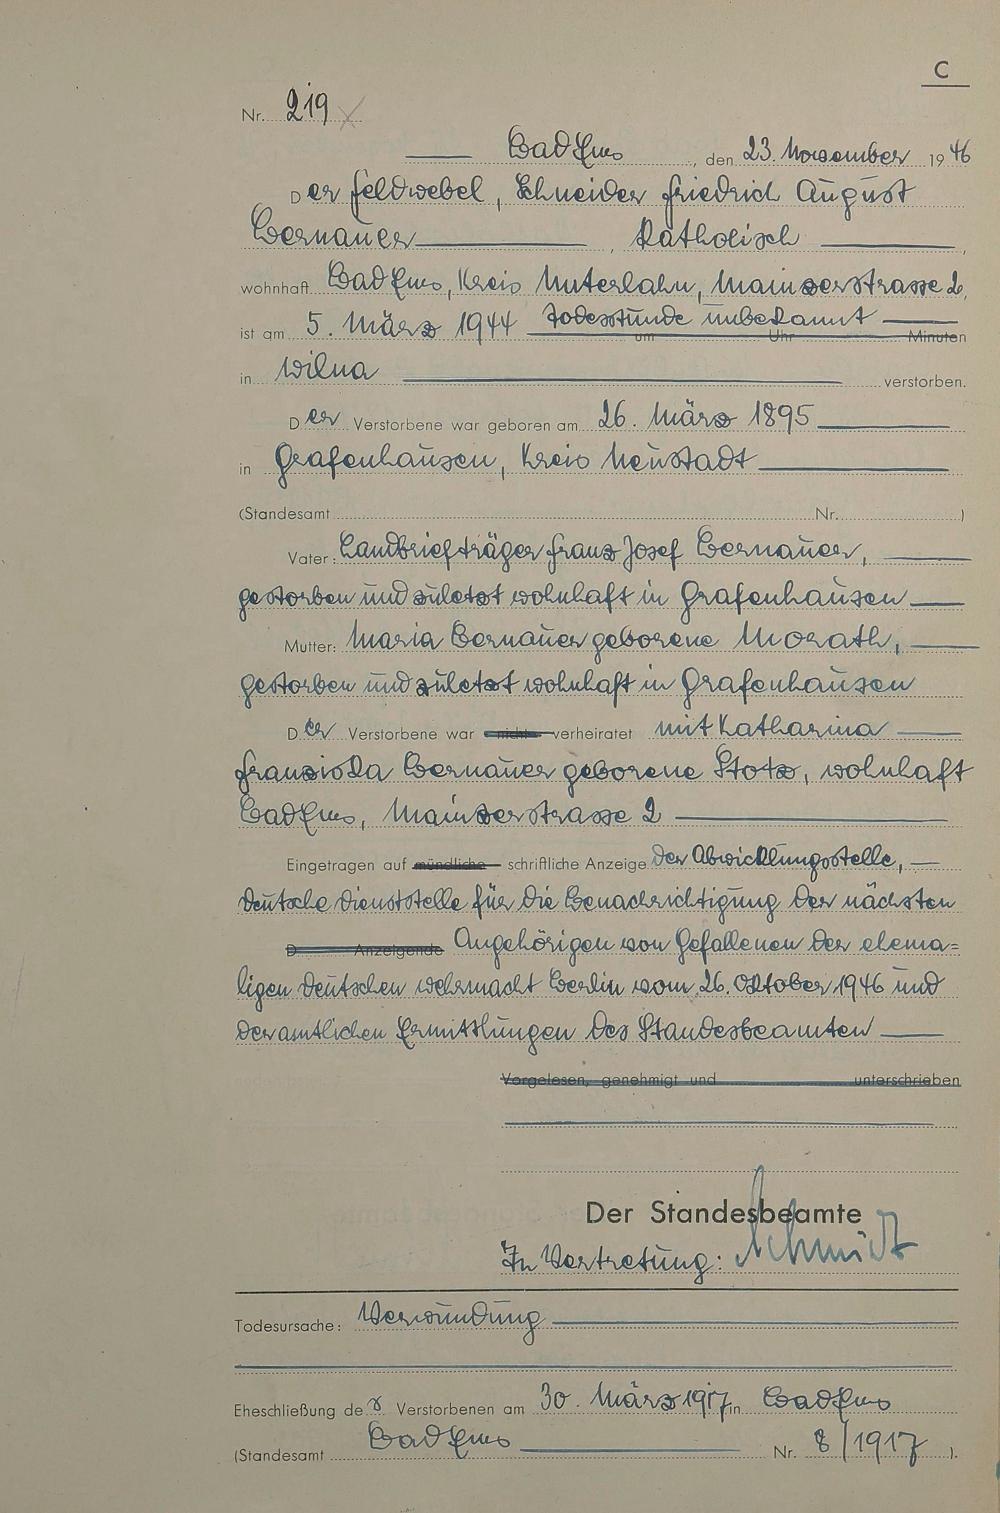 C
Nr. 219
Bad Ems, den 23. November 1946
Der Feldwebel, Schneider Friedrich August
Bernauer, Katholisch,
wohnhaft Bad Ems, Kreis Unterlahn, Mainzerstrasse 2,
ist am 5. März 1944 Todesstunde unbekannt um Uhr Minuten
in Wilna verstorben.
Der Verstorbene war geboren am 26. März 1895
in Grafenhausen, Kreis Neustadt
(Standesamt Nr. )
Vater: Landbriefträger Franz Josef Bernauer,
gestorben und zuletzt wohnhaft in Grafenhausen
Mutter: Maria Bernauer geborene Morath,
gestorben und zuletzt wohnhaft in Grafenhausen
Der Verstorbene war nicht verheiratet mit Katharina
Franziska Bernauer geborene Stotz, wohnhaft
Bad Ems, Mainzerstrasse 2
Eingetragen auf mündliche schriftliche Anzeige der Abwicklungsstelle,
deutsche Dienststelle für die Benachrichtigung der nächsten
D Anzeigende Angehörigen von Gefallenen der ehema=
ligen deutschen Wehrmacht Berlin vom 26. Oktober 1946 und
der amtlichen Ermittlungen des Standesbeamten
Vorgelesen, genehmigt und unterschrieben
Der Standesbeamte
In Vertretung: Schmidt
Todesursache: Verwundung
Eheschließung der Verstorbenen am 30. März 1917 in Bad Ems
(Standesamt Bad Ems Nr. 8/1917 ).